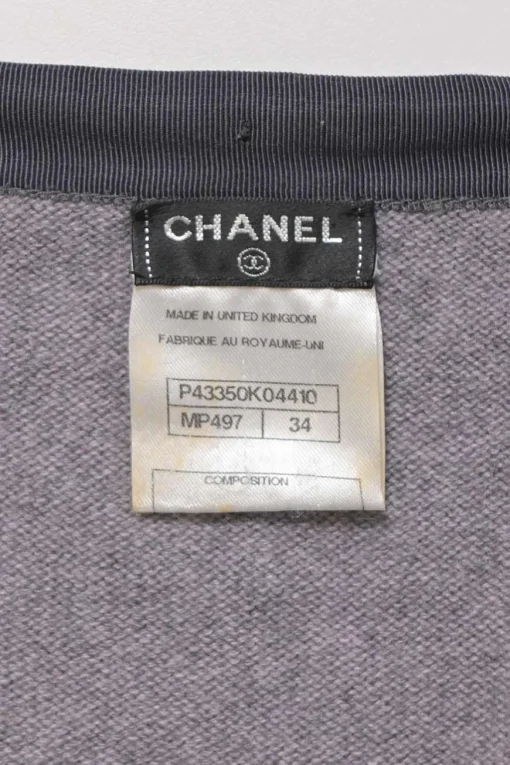 CHANEL
MADE IN UNITED KINGDOM
FABRIQUE AU ROYAUME-UNI
P43350K04410
MP497 34
COMPOSITION